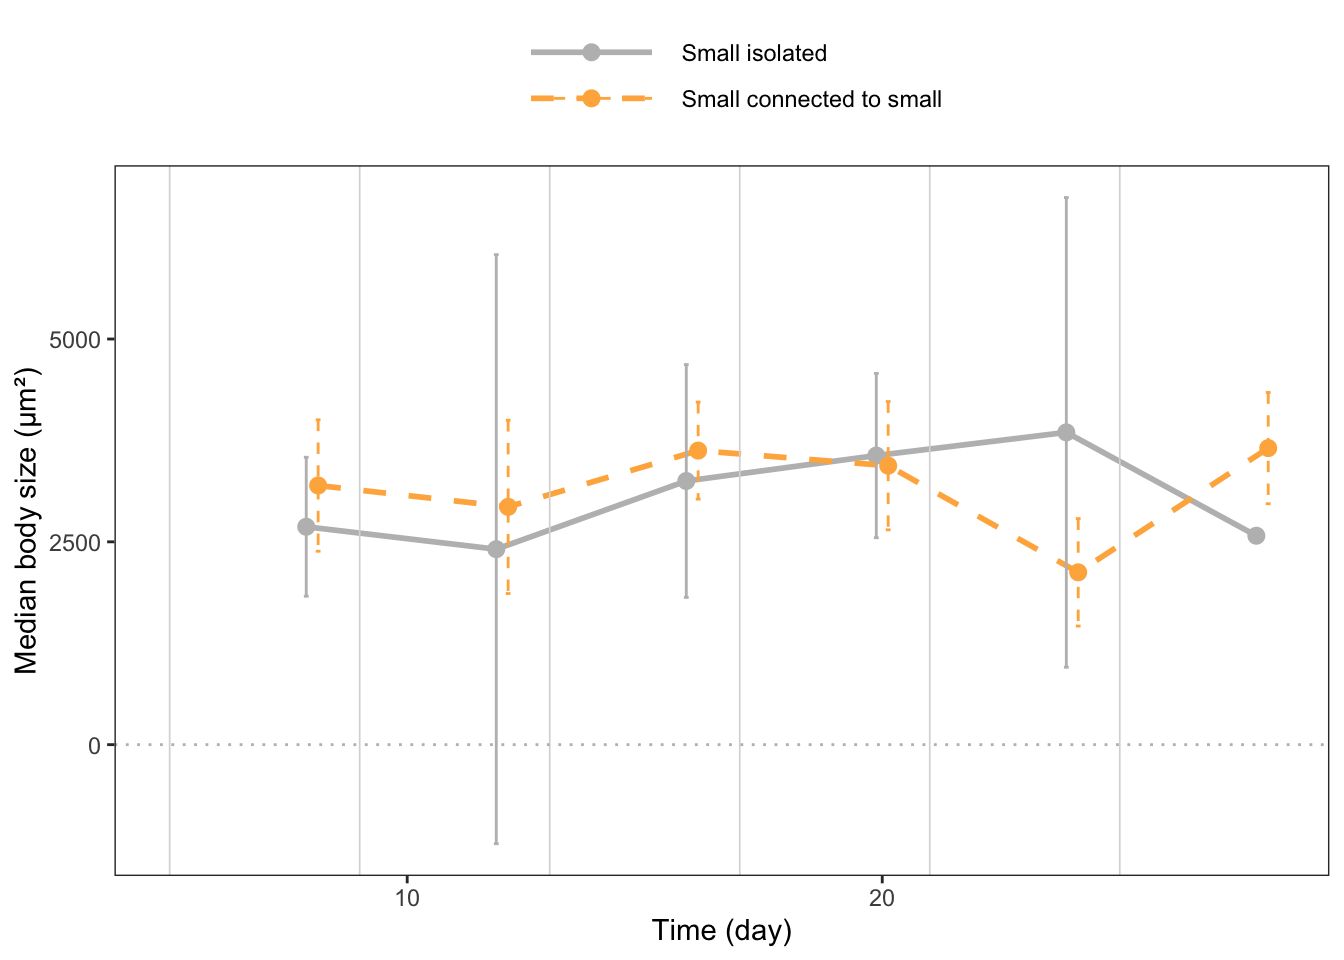 Small isolated
Small connected to small
Median body size (µm²)
5000
2500
0
10
20
Time (day)